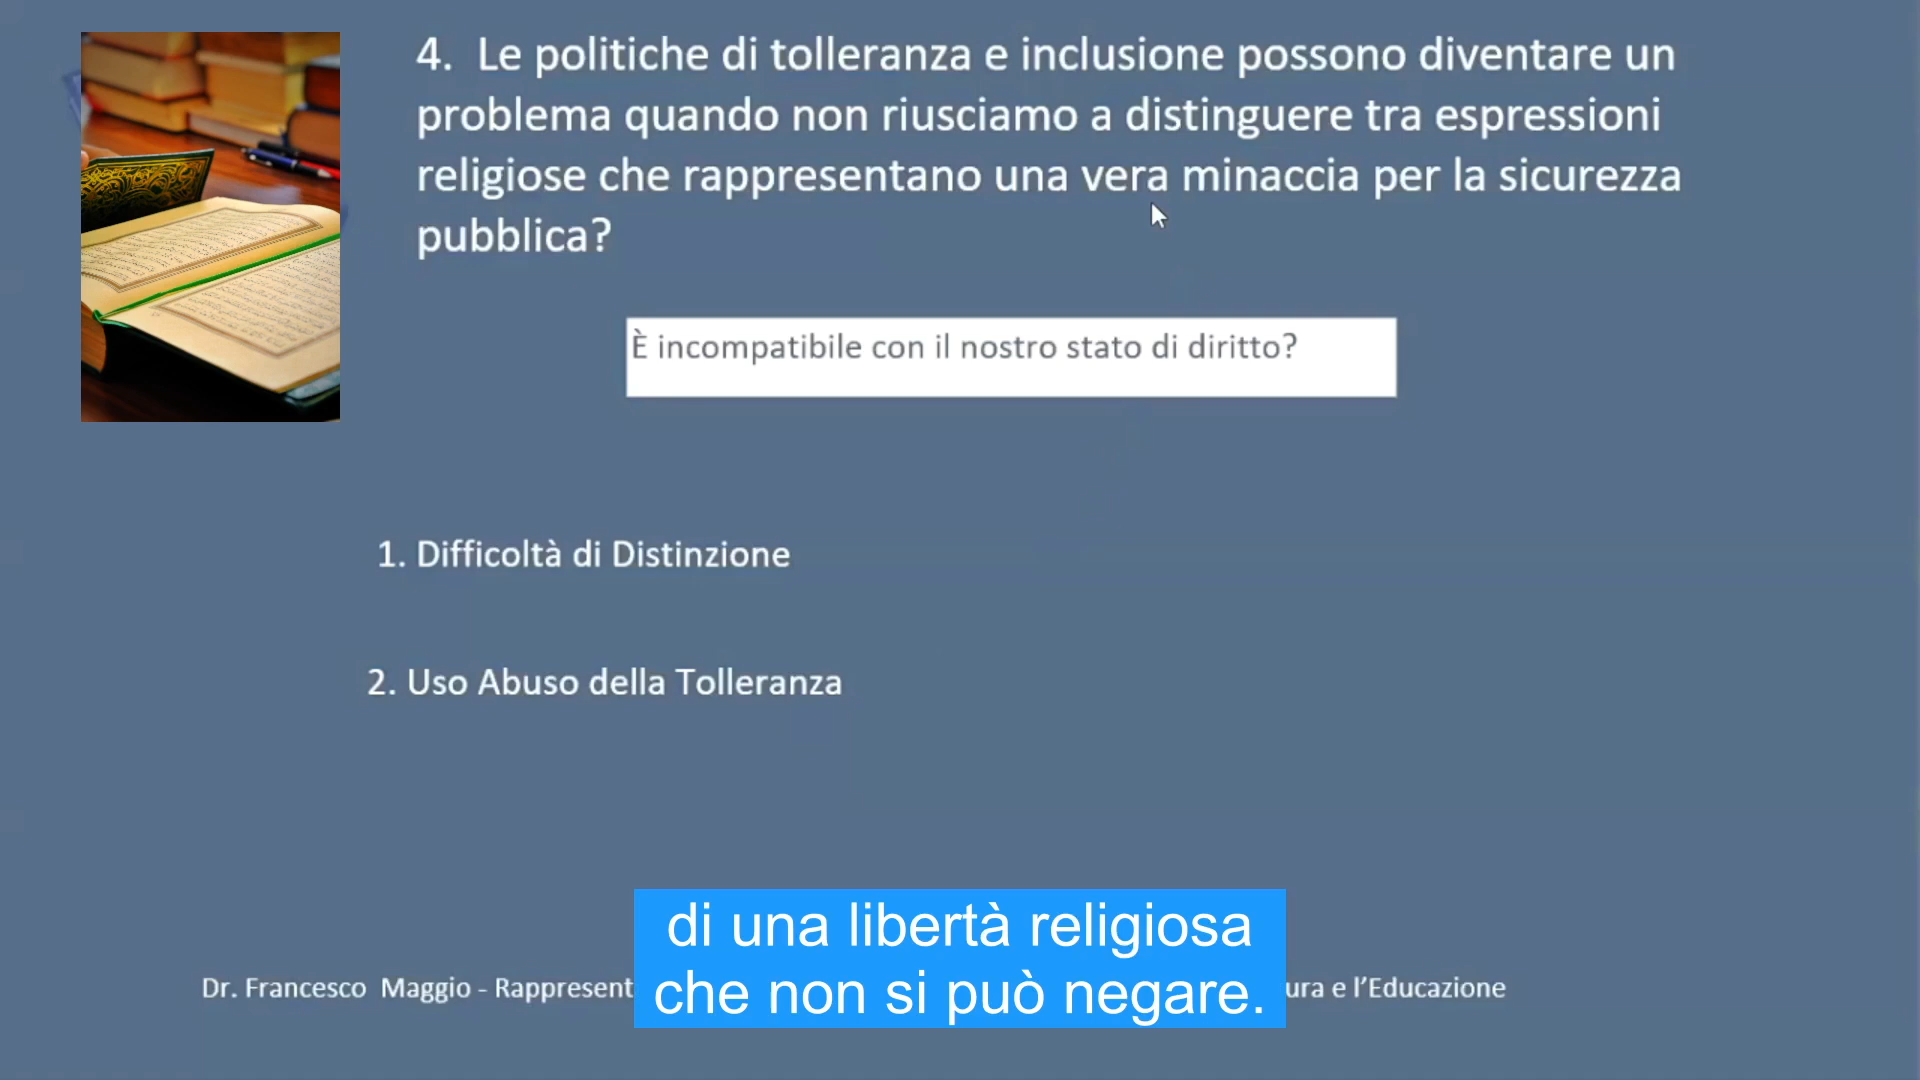 4. Le politiche di tolleranza e inclusione possono diventare un
problema quando non riusciamo a distinguere tra espressioni
religiose che rappresentano una vera minaccia per la sicurezza
pubblica?
È incompatibile con il nostro stato di diritto?
1. Difficoltà di Distinzione
2. Uso Abuso della Tolleranza
di una libertà religiosa
che non si può negare.
Dr. Francesco Maggio - Rappresent ura e l'Educazione